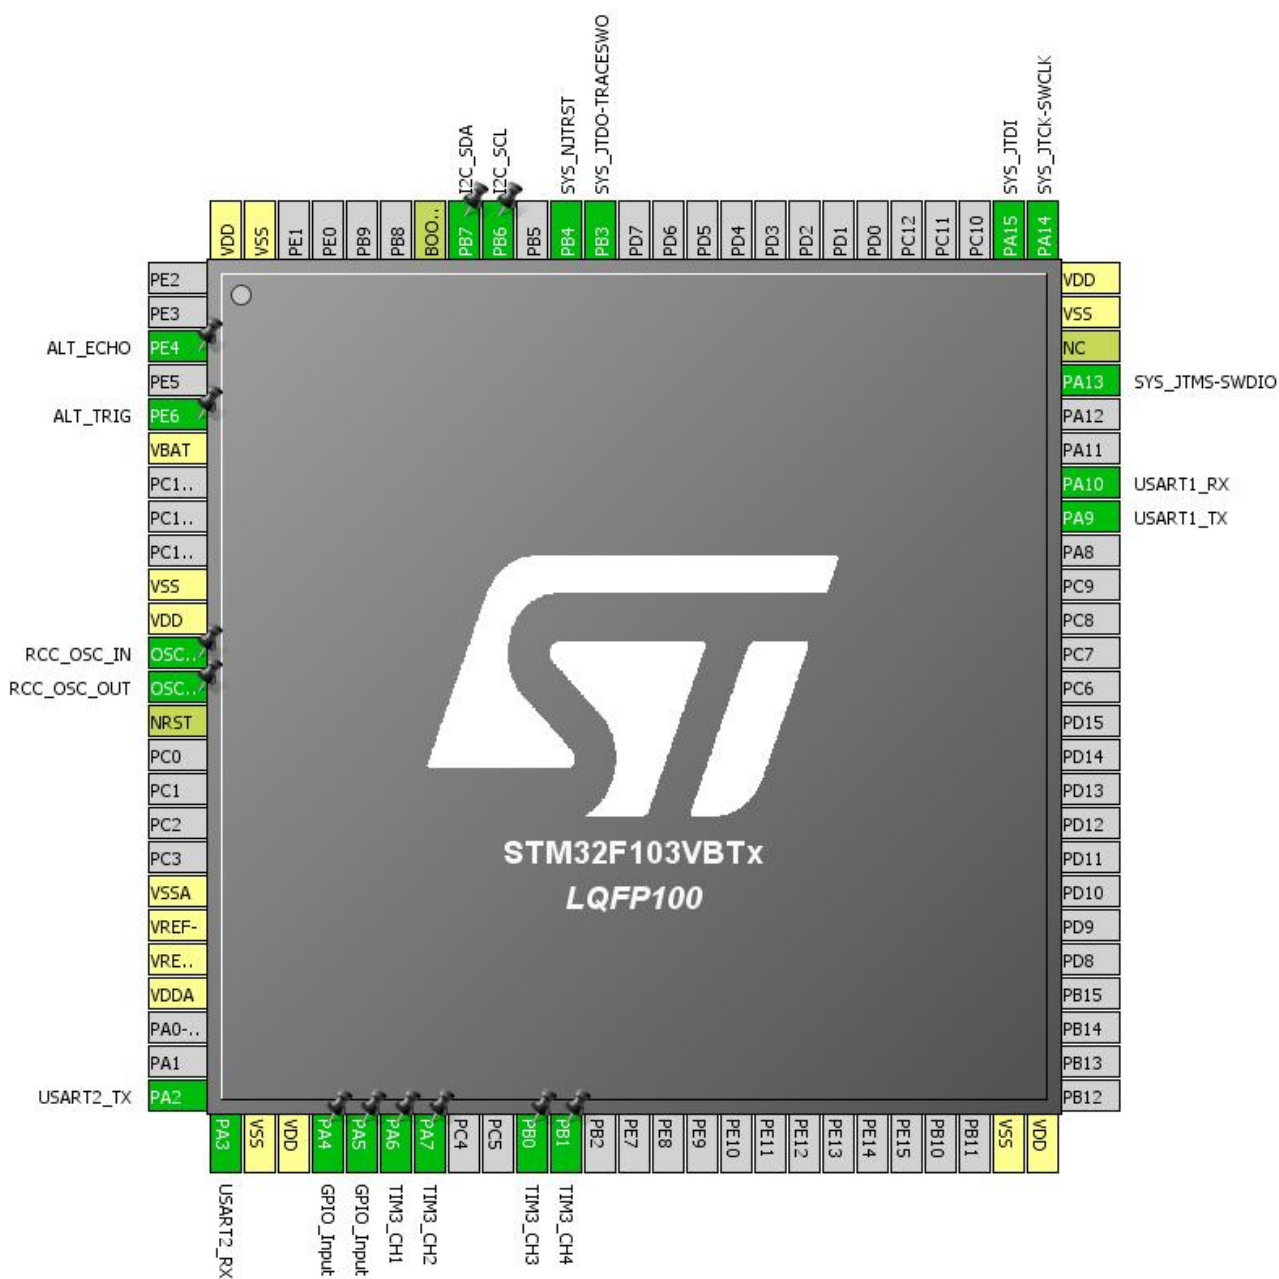 I2C_SDA
I2C_SCL
SYS_NJTRST
SYS_JTDO-TRACESWO
SYS_JTDI
SYS_JTCK-SWCLK
VDD
VSS
PE1
PE0
PB9
PB8
BOO..
PB7
PB6
PB5
PB4
PB3
PD7
PD6
PD5
PD4
PD3
PD2
PD1
PD0
PC12
PC11
PC10
PA15
PA14
PE2
PE3
ALT_ECHO PE4
PE5
ALT_TRIG PE6
VBAT
PC1..
PC1..
PC1..
VSS
VDD
RCC_OSC_IN OSC..
RCC_OSC_OUT OSC..
NRST
PC0
PC1
PC2
PC3
VSSA
VREF-
VRE..
VDDA
PA0-..
PA1
USART2_TX PA2
ST
STM32F103VBTx
LQFP100
VDD
VSS
NC
PA13 SYS_JTMS-SWDIO
PA12
PA11
PA10 USART1_RX
PA9 USART1_TX
PA8
PC9
PC8
PC7
PC6
PD15
PD14
PD13
PD12
PD11
PD10
PD9
PD8
PB15
PB14
PB13
PB12
PA3
VSS
VDD
PA4
PA5
PA6
PA7
PC4
PC5
PB0
PB1
PB2
PE7
PE8
PE9
PE10
PE11
PE12
PE13
PE14
PE15
PB10
PB11
VSS
VDD
USART2_RX
GPIO_Input
GPIO_Input
TIM3_CH1
TIM3_CH2
TIM3_CH3
TIM3_CH4